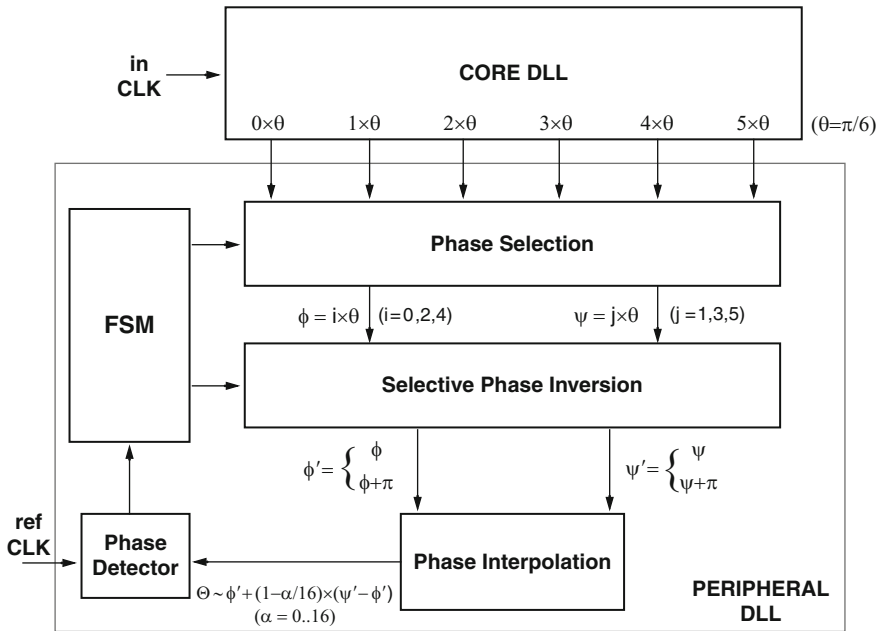 in
CLK
CORE DLL
0×θ 1×θ 2×θ 3×θ 4×θ 5×θ (θ=π/6)
Phase Selection
FSM
ϕ = i×θ (i=0,2,4) ψ = j×θ (j =1,3,5)
Selective Phase Inversion
ϕ′= { ϕ
ϕ+π
ψ′= { ψ
ψ+π
ref
CLK
Phase
Detector
Phase Interpolation
Θ ~ ϕ′+(1−α/16)×(ψ′−ϕ′)
(α = 0..16)
PERIPHERAL
DLL